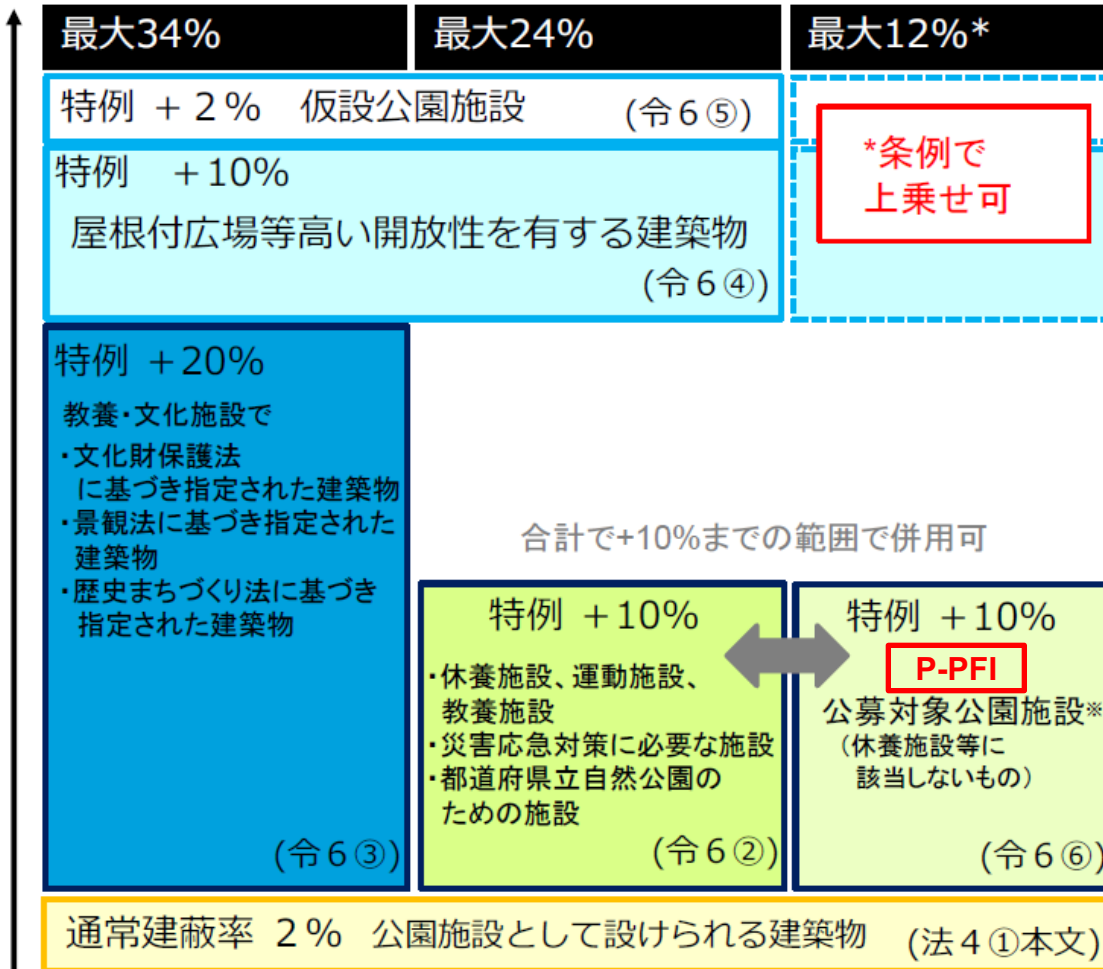 最大34%
最大24%
最大12%*
特例 +2% 仮設公園施設 (令6⑤)
*条例で
上乗せ可
特例 +10%
屋根付広場等高い開放性を有する建築物
(令6④)
特例 +20%
教養・文化施設で
・文化財保護法
に基づき指定された建築物
・景観法に基づき指定された
建築物
・歴史まちづくり法に基づき
指定された建築物
(令6③)
合計で+10%までの範囲で併用可
特例 +10%
・休養施設、運動施設、
教養施設
・災害応急対策に必要な施設
・都道府県立自然公園の
ための施設
(令6②)
特例 +10%
P-PFI
公募対象公園施設※
(休養施設等に
該当しないもの)
(令6⑥)
通常建蔽率 2% 公園施設として設けられる建築物 (法4①本文)